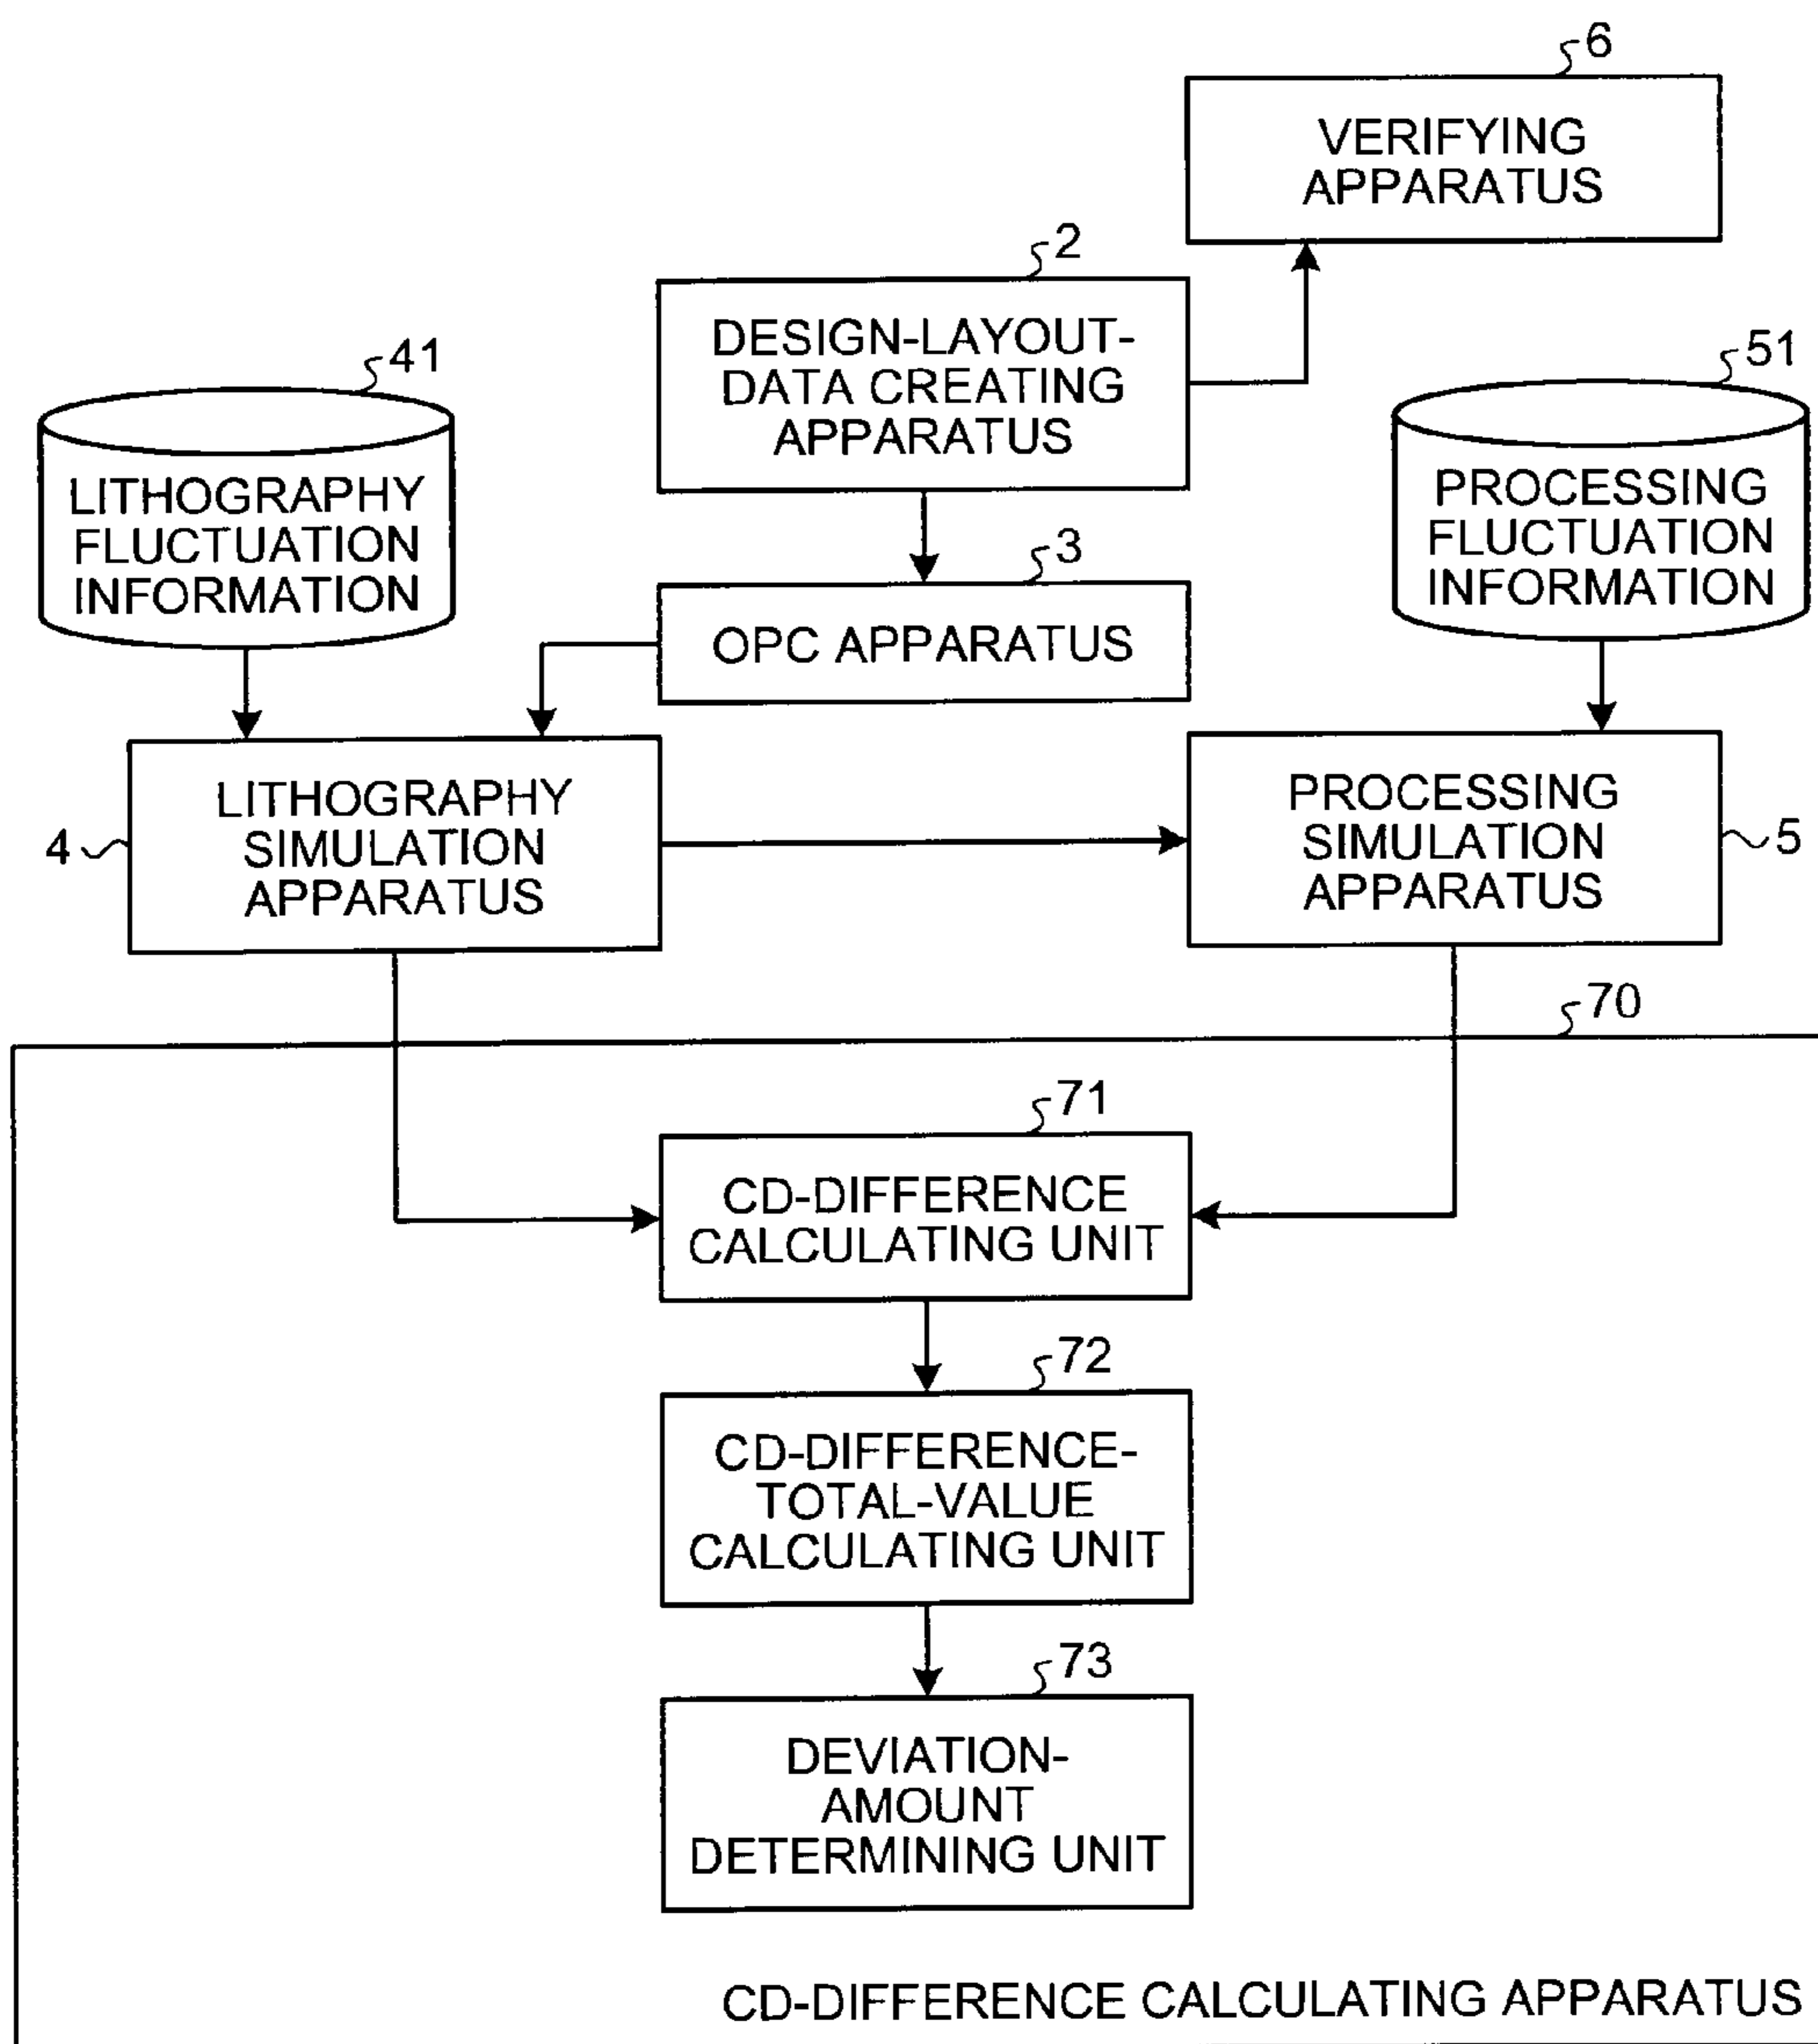 6
VERIFYING
APPARATUS
2
DESIGN-LAYOUT-
DATA CREATING
APPARATUS
41
LITHOGRAPHY
FLUCTUATION
INFORMATION
51
PROCESSING
FLUCTUATION
INFORMATION
3
OPC APPARATUS
4
LITHOGRAPHY
SIMULATION
APPARATUS
PROCESSING
SIMULATION
APPARATUS
5
70
71
CD-DIFFERENCE
CALCULATING UNIT
72
CD-DIFFERENCE-
TOTAL-VALUE
CALCULATING UNIT
73
DEVIATION-
AMOUNT
DETERMINING UNIT
CD-DIFFERENCE CALCULATING APPARATUS